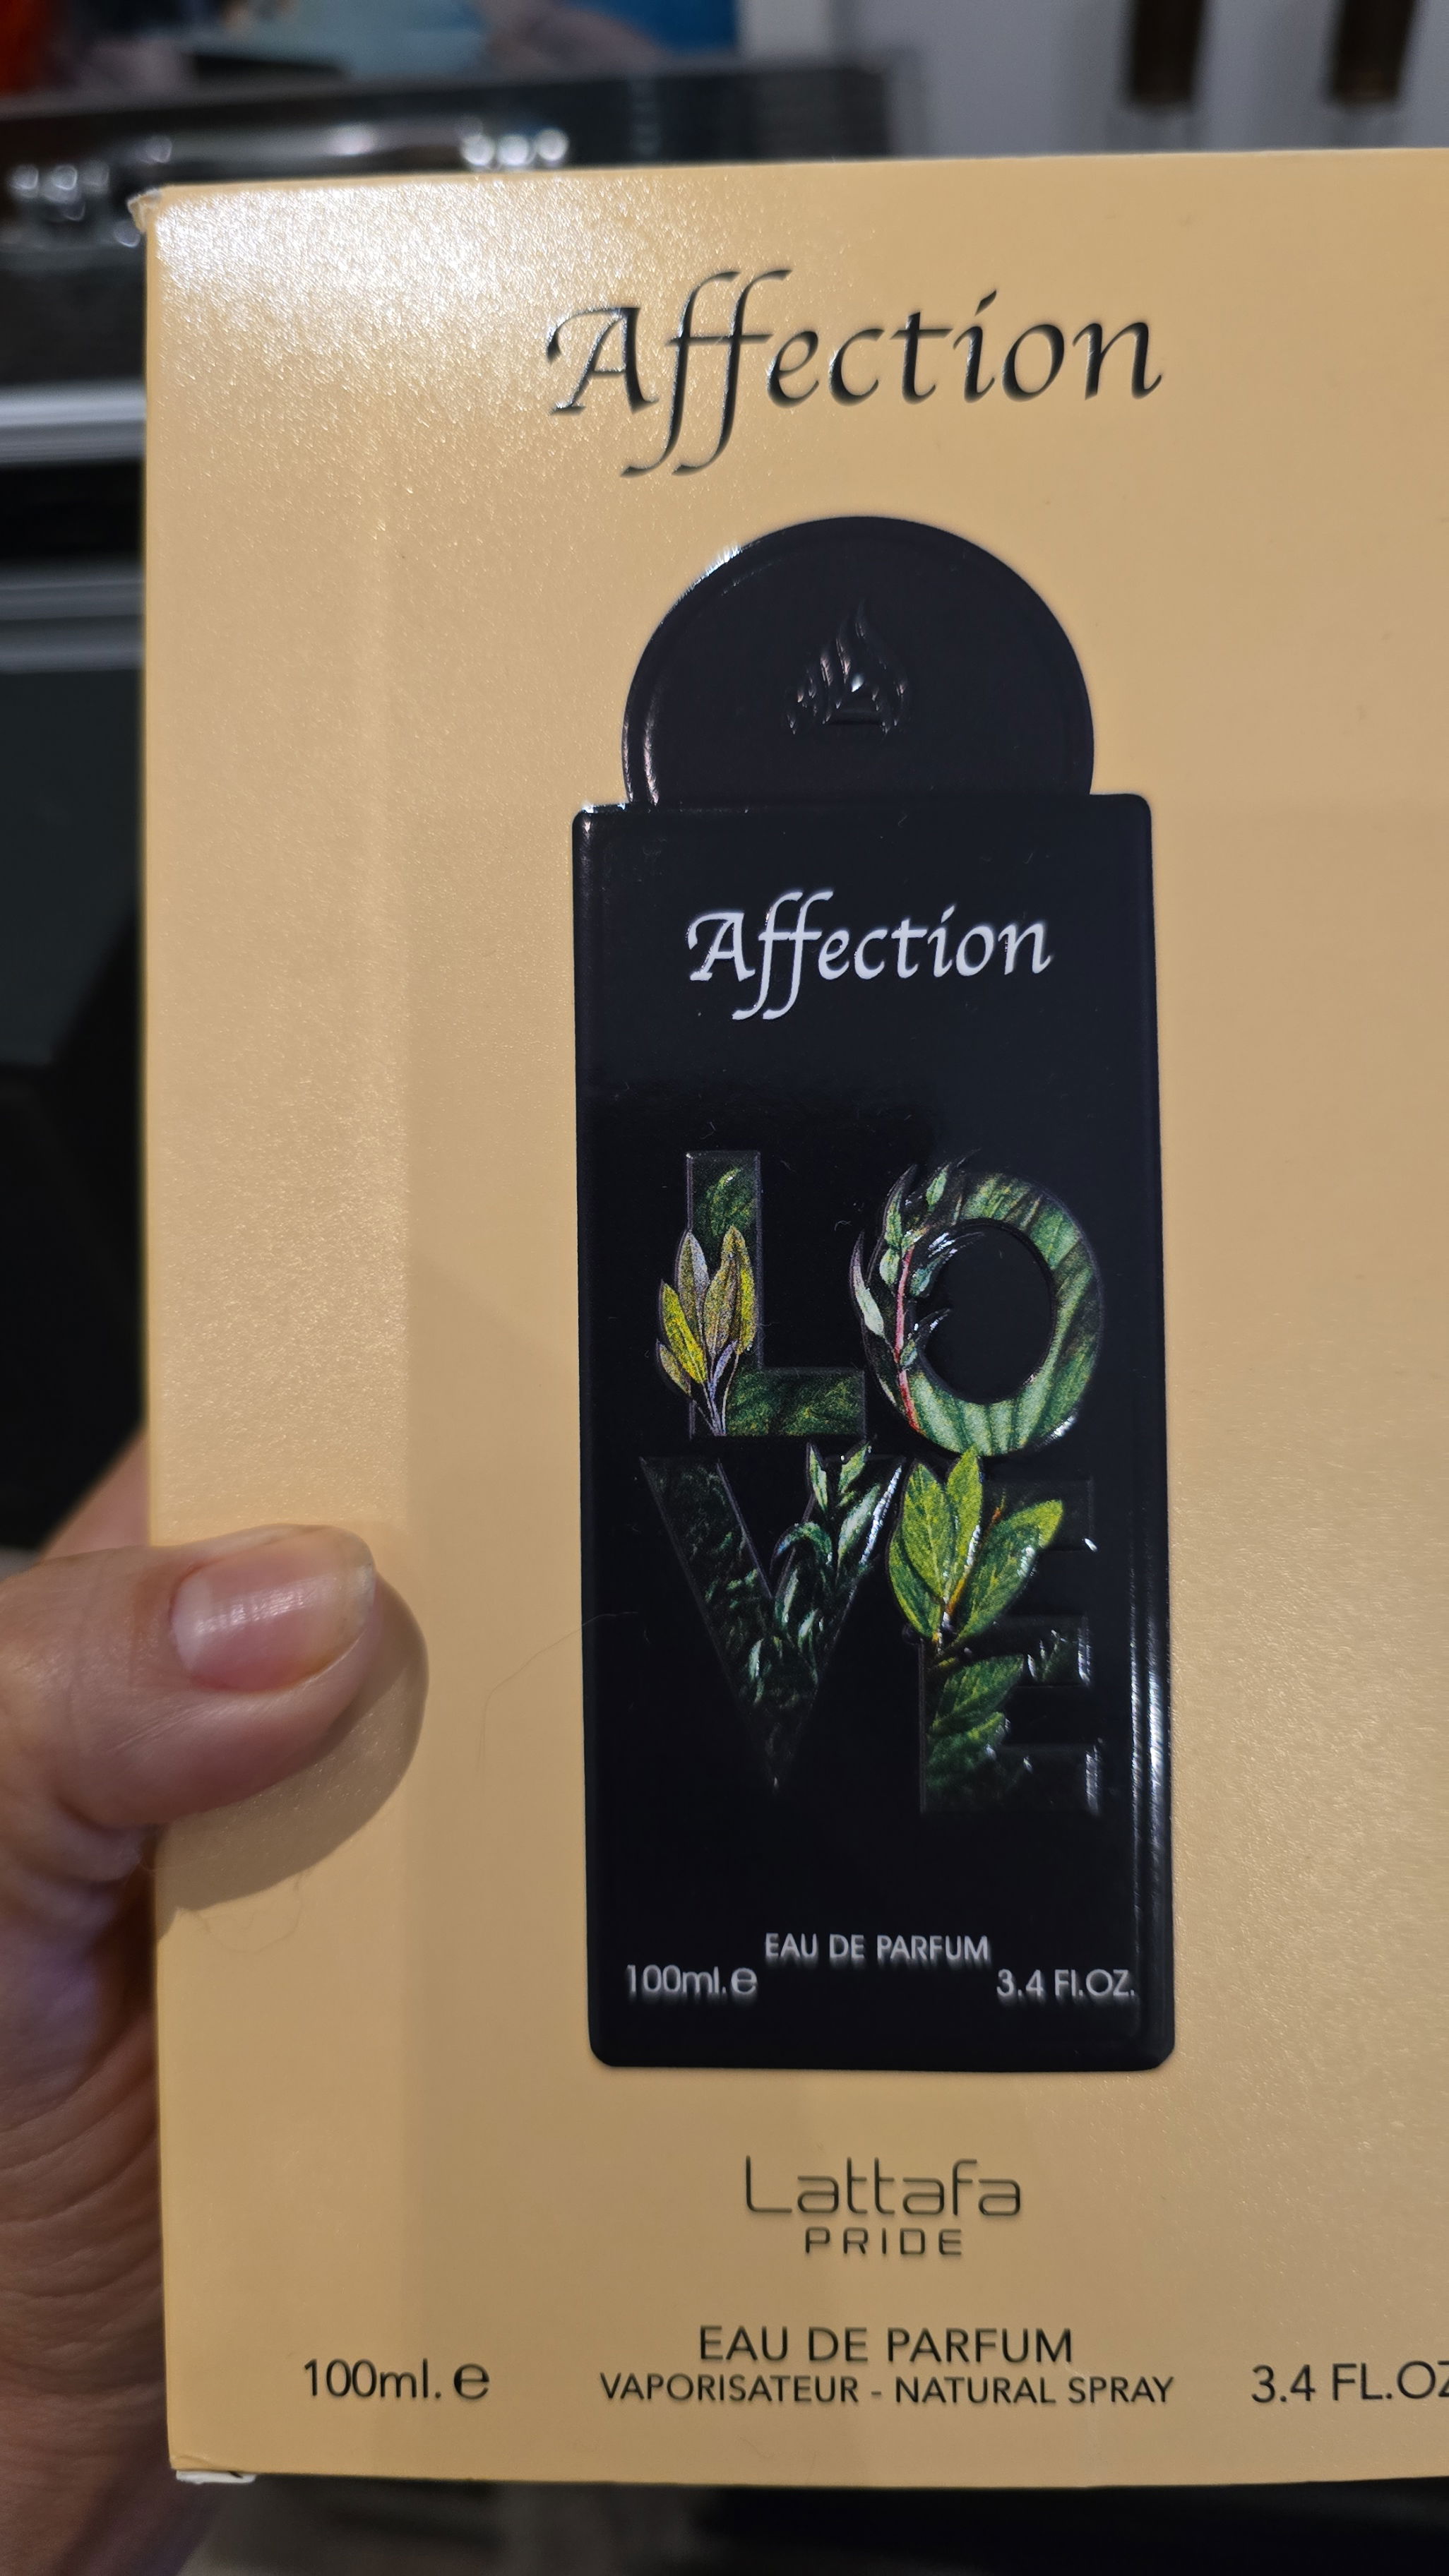 Affection
Affection
LO
VE
EAU DE PARFUM
100ml.e 3.4 Fl.OZ.
Lattafa
PRIDE
EAU DE PARFUM
100ml.e VAPORISATEUR - NATURAL SPRAY 3.4 FL.OZ